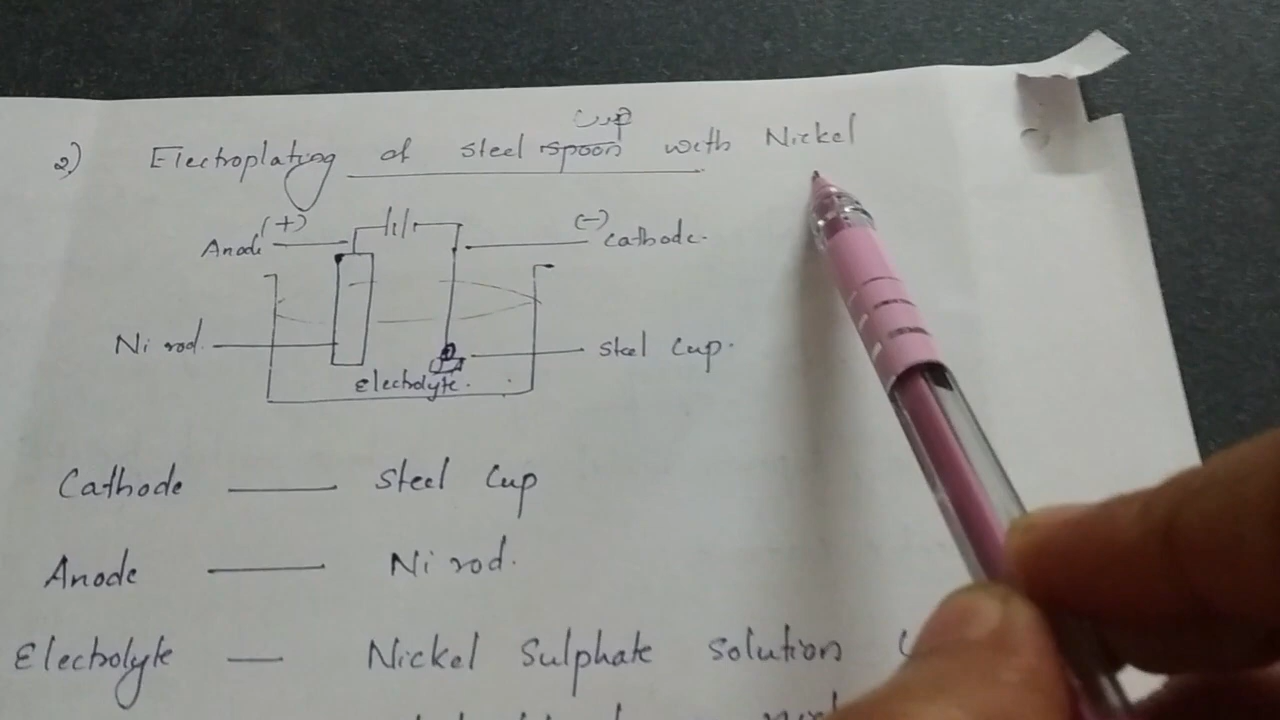 cup
2) Electroplating of steel spoon with Nickel
(+) (-)
Anode cathode.
Ni rod. steel cup.
Electrolyte.
Cathode — Steel Cup
Anode — Ni rod.
Electrolyte — Nickel Sulphate solution